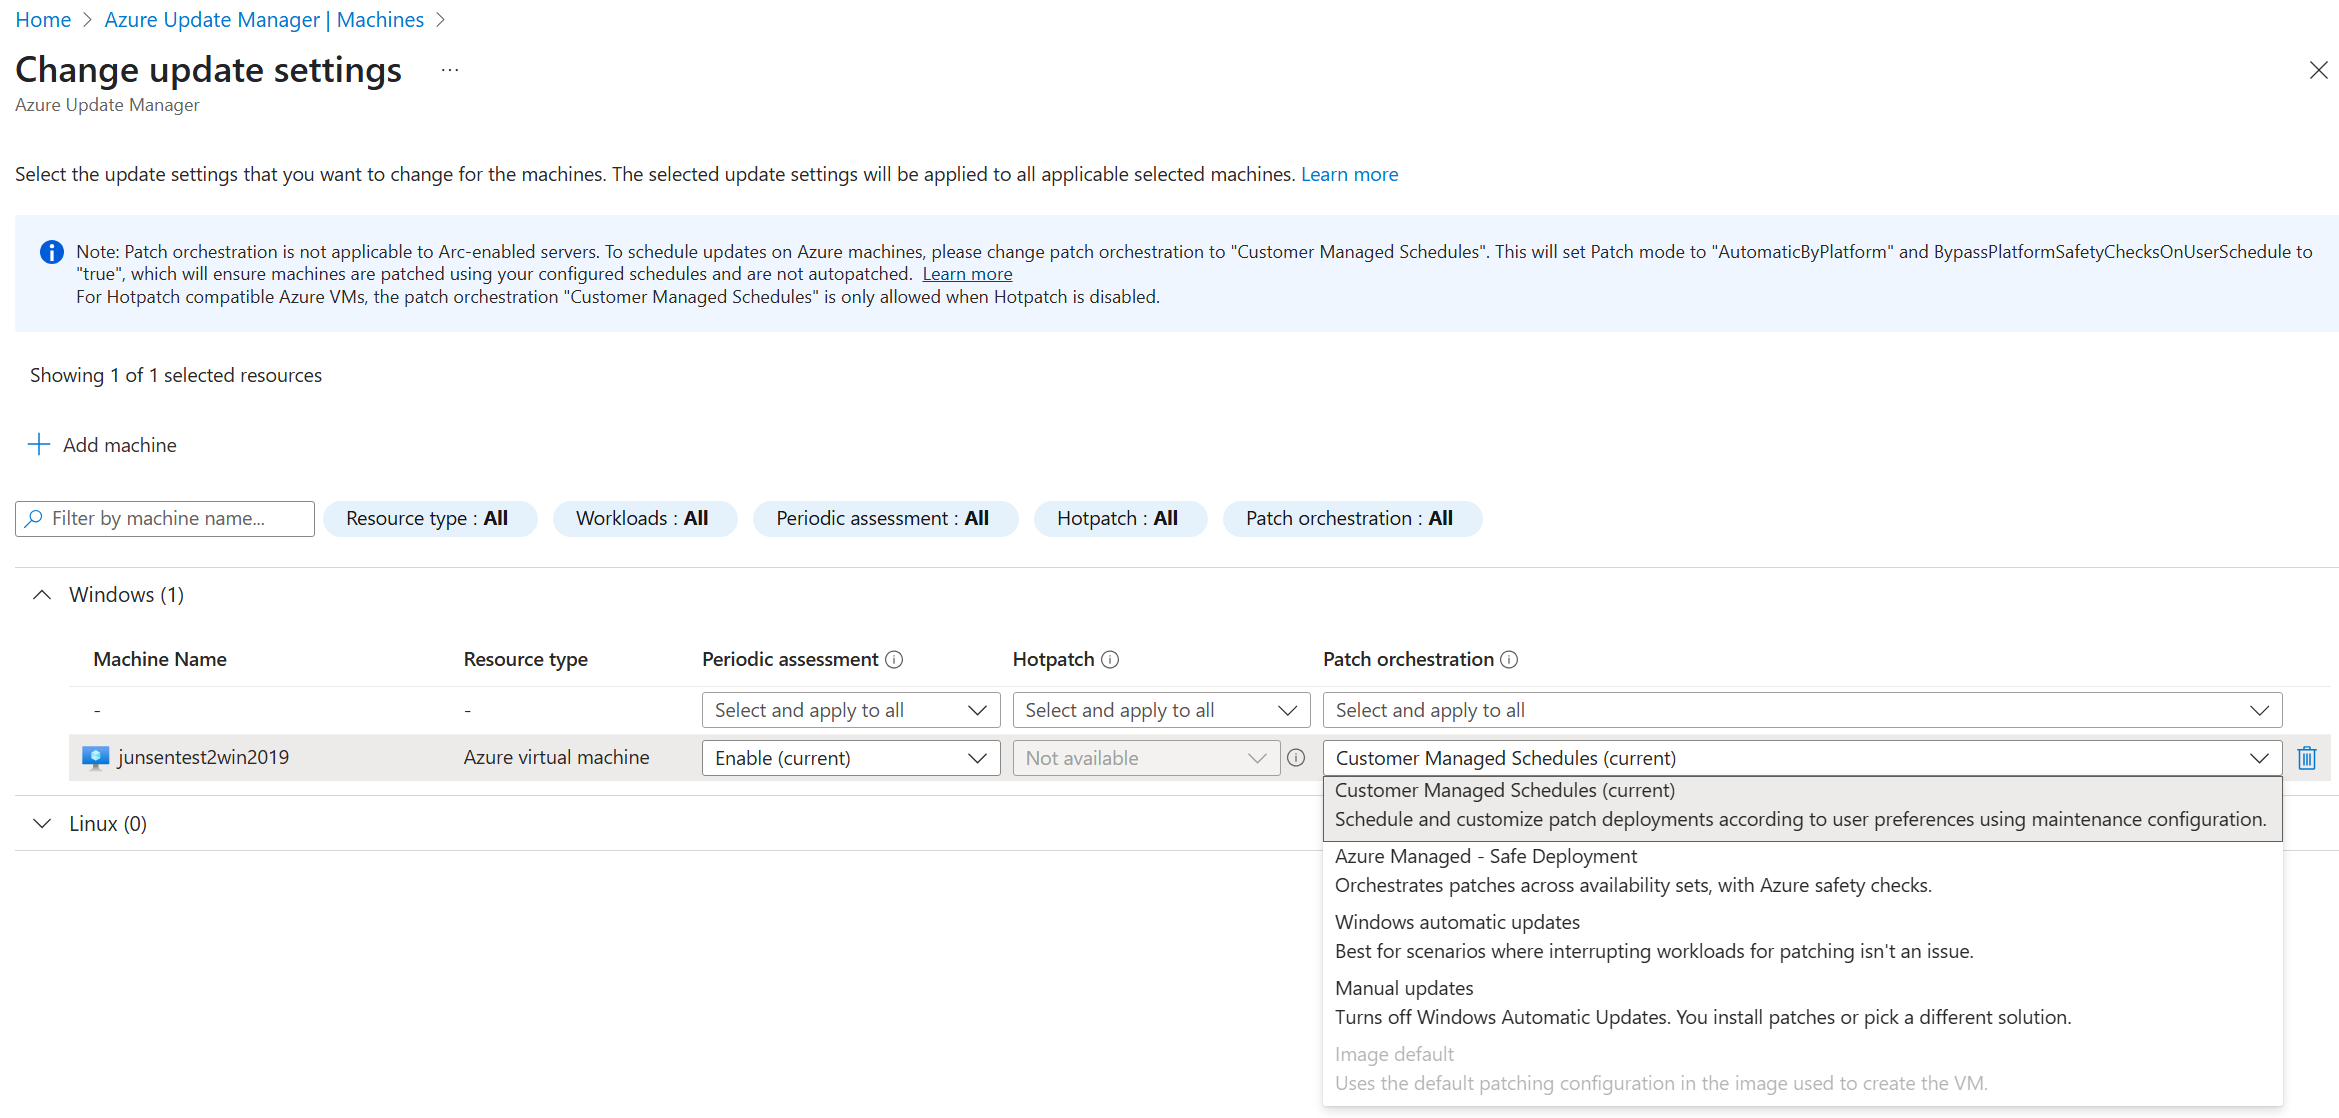 Home > Azure Update Manager | Machines >
Change update settings ...
Azure Update Manager
Select the update settings that you want to change for the machines. The selected update settings will be applied to all applicable selected machines. Learn more
Note: Patch orchestration is not applicable to Arc-enabled servers. To schedule updates on Azure machines, please change patch orchestration to "Customer Managed Schedules". This will set Patch mode to "AutomaticByPlatform" and BypassPlatformSafetyChecksOnUserSchedule to
"true", which will ensure machines are patched using your configured schedules and are not autopatched. Learn more
For Hotpatch compatible Azure VMs, the patch orchestration "Customer Managed Schedules" is only allowed when Hotpatch is disabled.
Showing 1 of 1 selected resources
Add machine
Filter by machine name... Resource type : All Workloads : All Periodic assessment : All Hotpatch : All Patch orchestration : All
Windows (1)
Machine Name Resource type Periodic assessment Hotpatch Patch orchestration
- - Select and apply to all Select and apply to all Select and apply to all
junsentest2win2019 Azure virtual machine Enable (current) Not available Customer Managed Schedules (current)
Linux (0)
Customer Managed Schedules (current)
Schedule and customize patch deployments according to user preferences using maintenance configuration.
Azure Managed - Safe Deployment
Orchestrates patches across availability sets, with Azure safety checks.
Windows automatic updates
Best for scenarios where interrupting workloads for patching isn't an issue.
Manual updates
Turns off Windows Automatic Updates. You install patches or pick a different solution.
Image default
Uses the default patching configuration in the image used to create the VM.